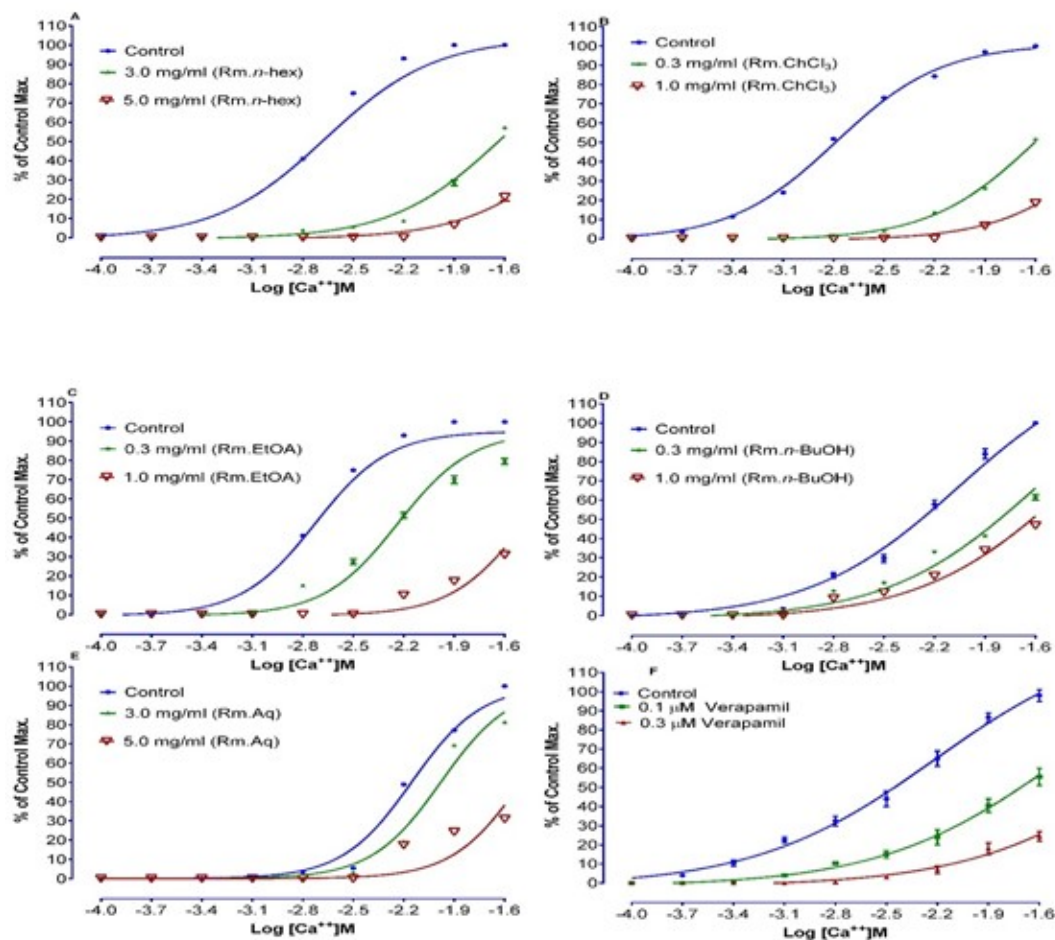 A
110
100
90
80
70
60
50
40
30
20
10
0
% of Control Max.
Control
3.0 mg/ml (Rm.n-hex)
5.0 mg/ml (Rm.n-hex)
-4.0 -3.7 -3.4 -3.1 -2.8 -2.5 -2.2 -1.9 -1.6
Log [Ca++]M
B
110
100
90
80
70
60
50
40
30
20
10
0
% of Control Max.
Control
0.3 mg/ml (Rm.ChCl3)
1.0 mg/ml (Rm.ChCl3)
-4.0 -3.7 -3.4 -3.1 -2.8 -2.5 -2.2 -1.9 -1.6
Log [Ca++]M
C
110
100
90
80
70
60
50
40
30
20
10
0
% of Control Max.
Control
0.3 mg/ml (Rm.EtOA)
1.0 mg/ml (Rm.EtOA)
-4.0 -3.7 -3.4 -3.1 -2.8 -2.5 -2.2 -1.9 -1.6
Log [Ca++]M
D
110
100
90
80
70
60
50
40
30
20
10
0
% of Control Max.
Control
0.3 mg/ml (Rm.n-BuOH)
1.0 mg/ml (Rm.n-BuOH)
-4.0 -3.7 -3.4 -3.1 -2.8 -2.5 -2.2 -1.9 -1.6
Log [Ca++]M
E
110
100
90
80
70
60
50
40
30
20
10
0
% of Control Max.
Control
3.0 mg/ml (Rm.Aq)
5.0 mg/ml (Rm.Aq)
-4.0 -3.7 -3.4 -3.1 -2.8 -2.5 -2.2 -1.9 -1.6
Log [Ca++]M
F
110
100
90
80
70
60
50
40
30
20
10
0
% of Control Max.
Control
0.1 µM Verapamil
0.3 µM Verapamil
-4.0 -3.7 -3.4 -3.1 -2.8 -2.5 -2.2 -1.9 -1.6
Log [Ca++]M